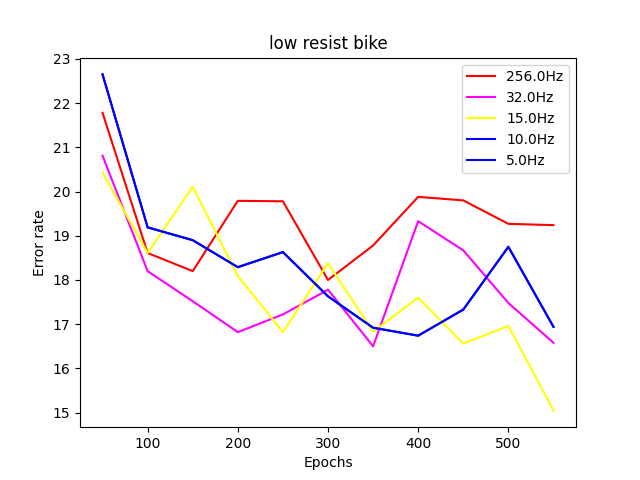 low resist bike
23
22
21
20
19
18
17
16
15
Error rate
256.0Hz
32.0Hz
15.0Hz
10.0Hz
5.0Hz
100 200 300 400 500
Epochs